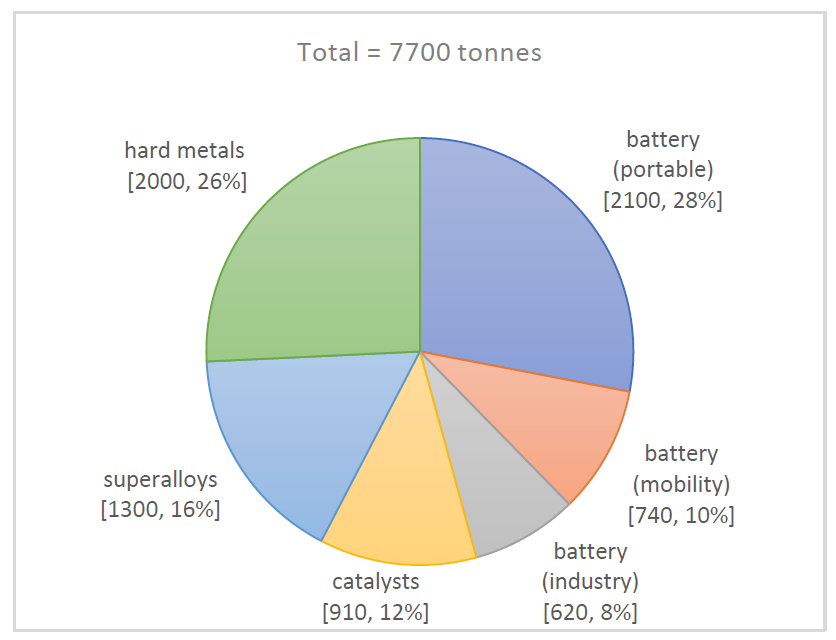 Total = 7700 tonnes
battery
(portable)
[2100, 28%]
battery
(mobility)
[740, 10%]
battery
(industry)
[620, 8%]
catalysts
[910, 12%]
superalloys
[1300, 16%]
hard metals
[2000, 26%]